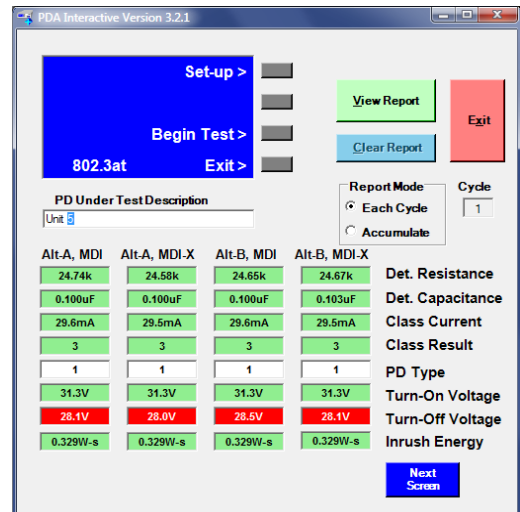 PDA Interactive Version 3.2.1
Set-up >
Begin Test >
802.3at Exit >
View Report
Exit
Clear Report
PD Under Test Description
Unit 5
Report Mode
Each Cycle
Accumulate
Cycle
1
Alt-A, MDI Alt-A, MDI-X Alt-B, MDI Alt-B, MDI-X
24.74k 24.58k 24.65k 24.67k Det. Resistance
0.100uF 0.100uF 0.100uF 0.103uF Det. Capacitance
29.6mA 29.5mA 29.6mA 29.5mA Class Current
3 3 3 3 Class Result
1 1 1 1 PD Type
31.3V 31.3V 31.3V 31.3V Turn-On Voltage
28.1V 28.0V 28.5V 28.1V Turn-Off Voltage
0.329W-s 0.329W-s 0.329W-s 0.329W-s Inrush Energy
Next
Screen